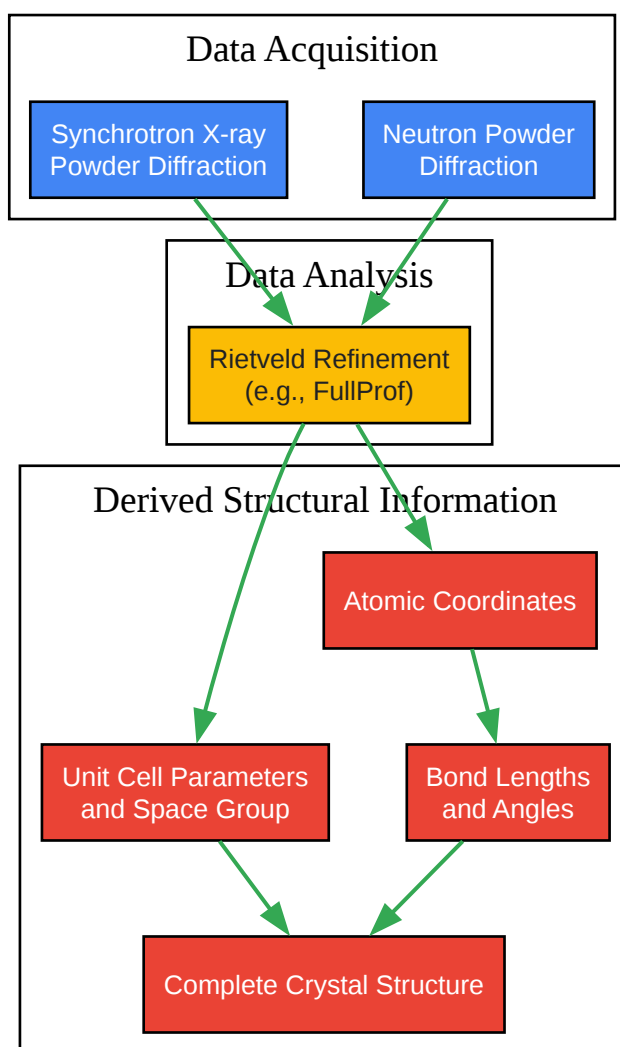 Data Acquisition
Synchrotron X-ray
Powder Diffraction
Neutron Powder
Diffraction
Data Analysis
Rietveld Refinement
(e.g., FullProf)
Derived Structural Information
Atomic Coordinates
Unit Cell Parameters
and Space Group
Bond Lengths
and Angles
Complete Crystal Structure